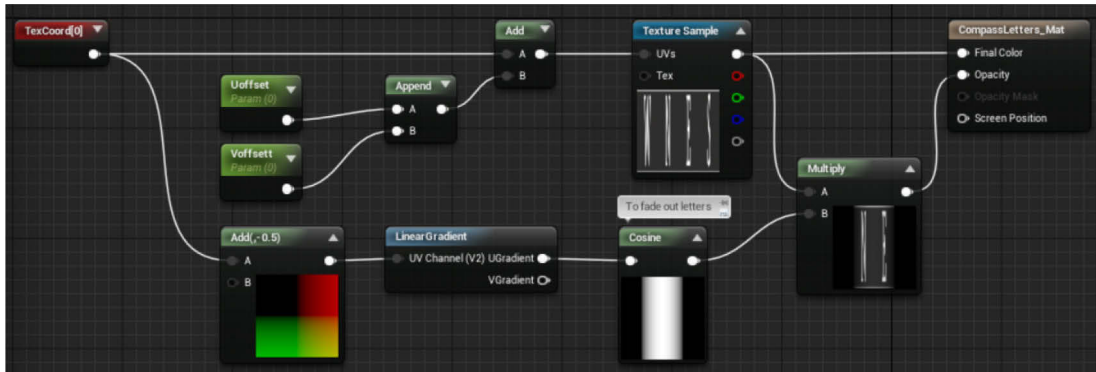 TexCoord[0]
Uoffset
Param (0)
Voffsett
Param (0)
Append
A
B
Add
A
B
Texture Sample
UVs
Tex
CompassLetters_Mat
Final Color
Opacity
Opacity Mask
Screen Position
Multiply
A
B
Add(,-0.5)
A
B
LinearGradient
UV Channel (V2) UGradient
VGradient
To fade out letters
Cosine